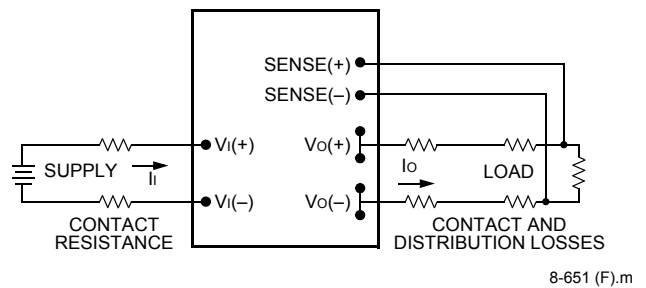 SENSE(+)
SENSE(–)
VI(+)
VO(+)
SUPPLY
II
IO
LOAD
VI(–)
VO(–)
CONTACT
RESISTANCE
CONTACT AND
DISTRIBUTION LOSSES
8-651 (F).m